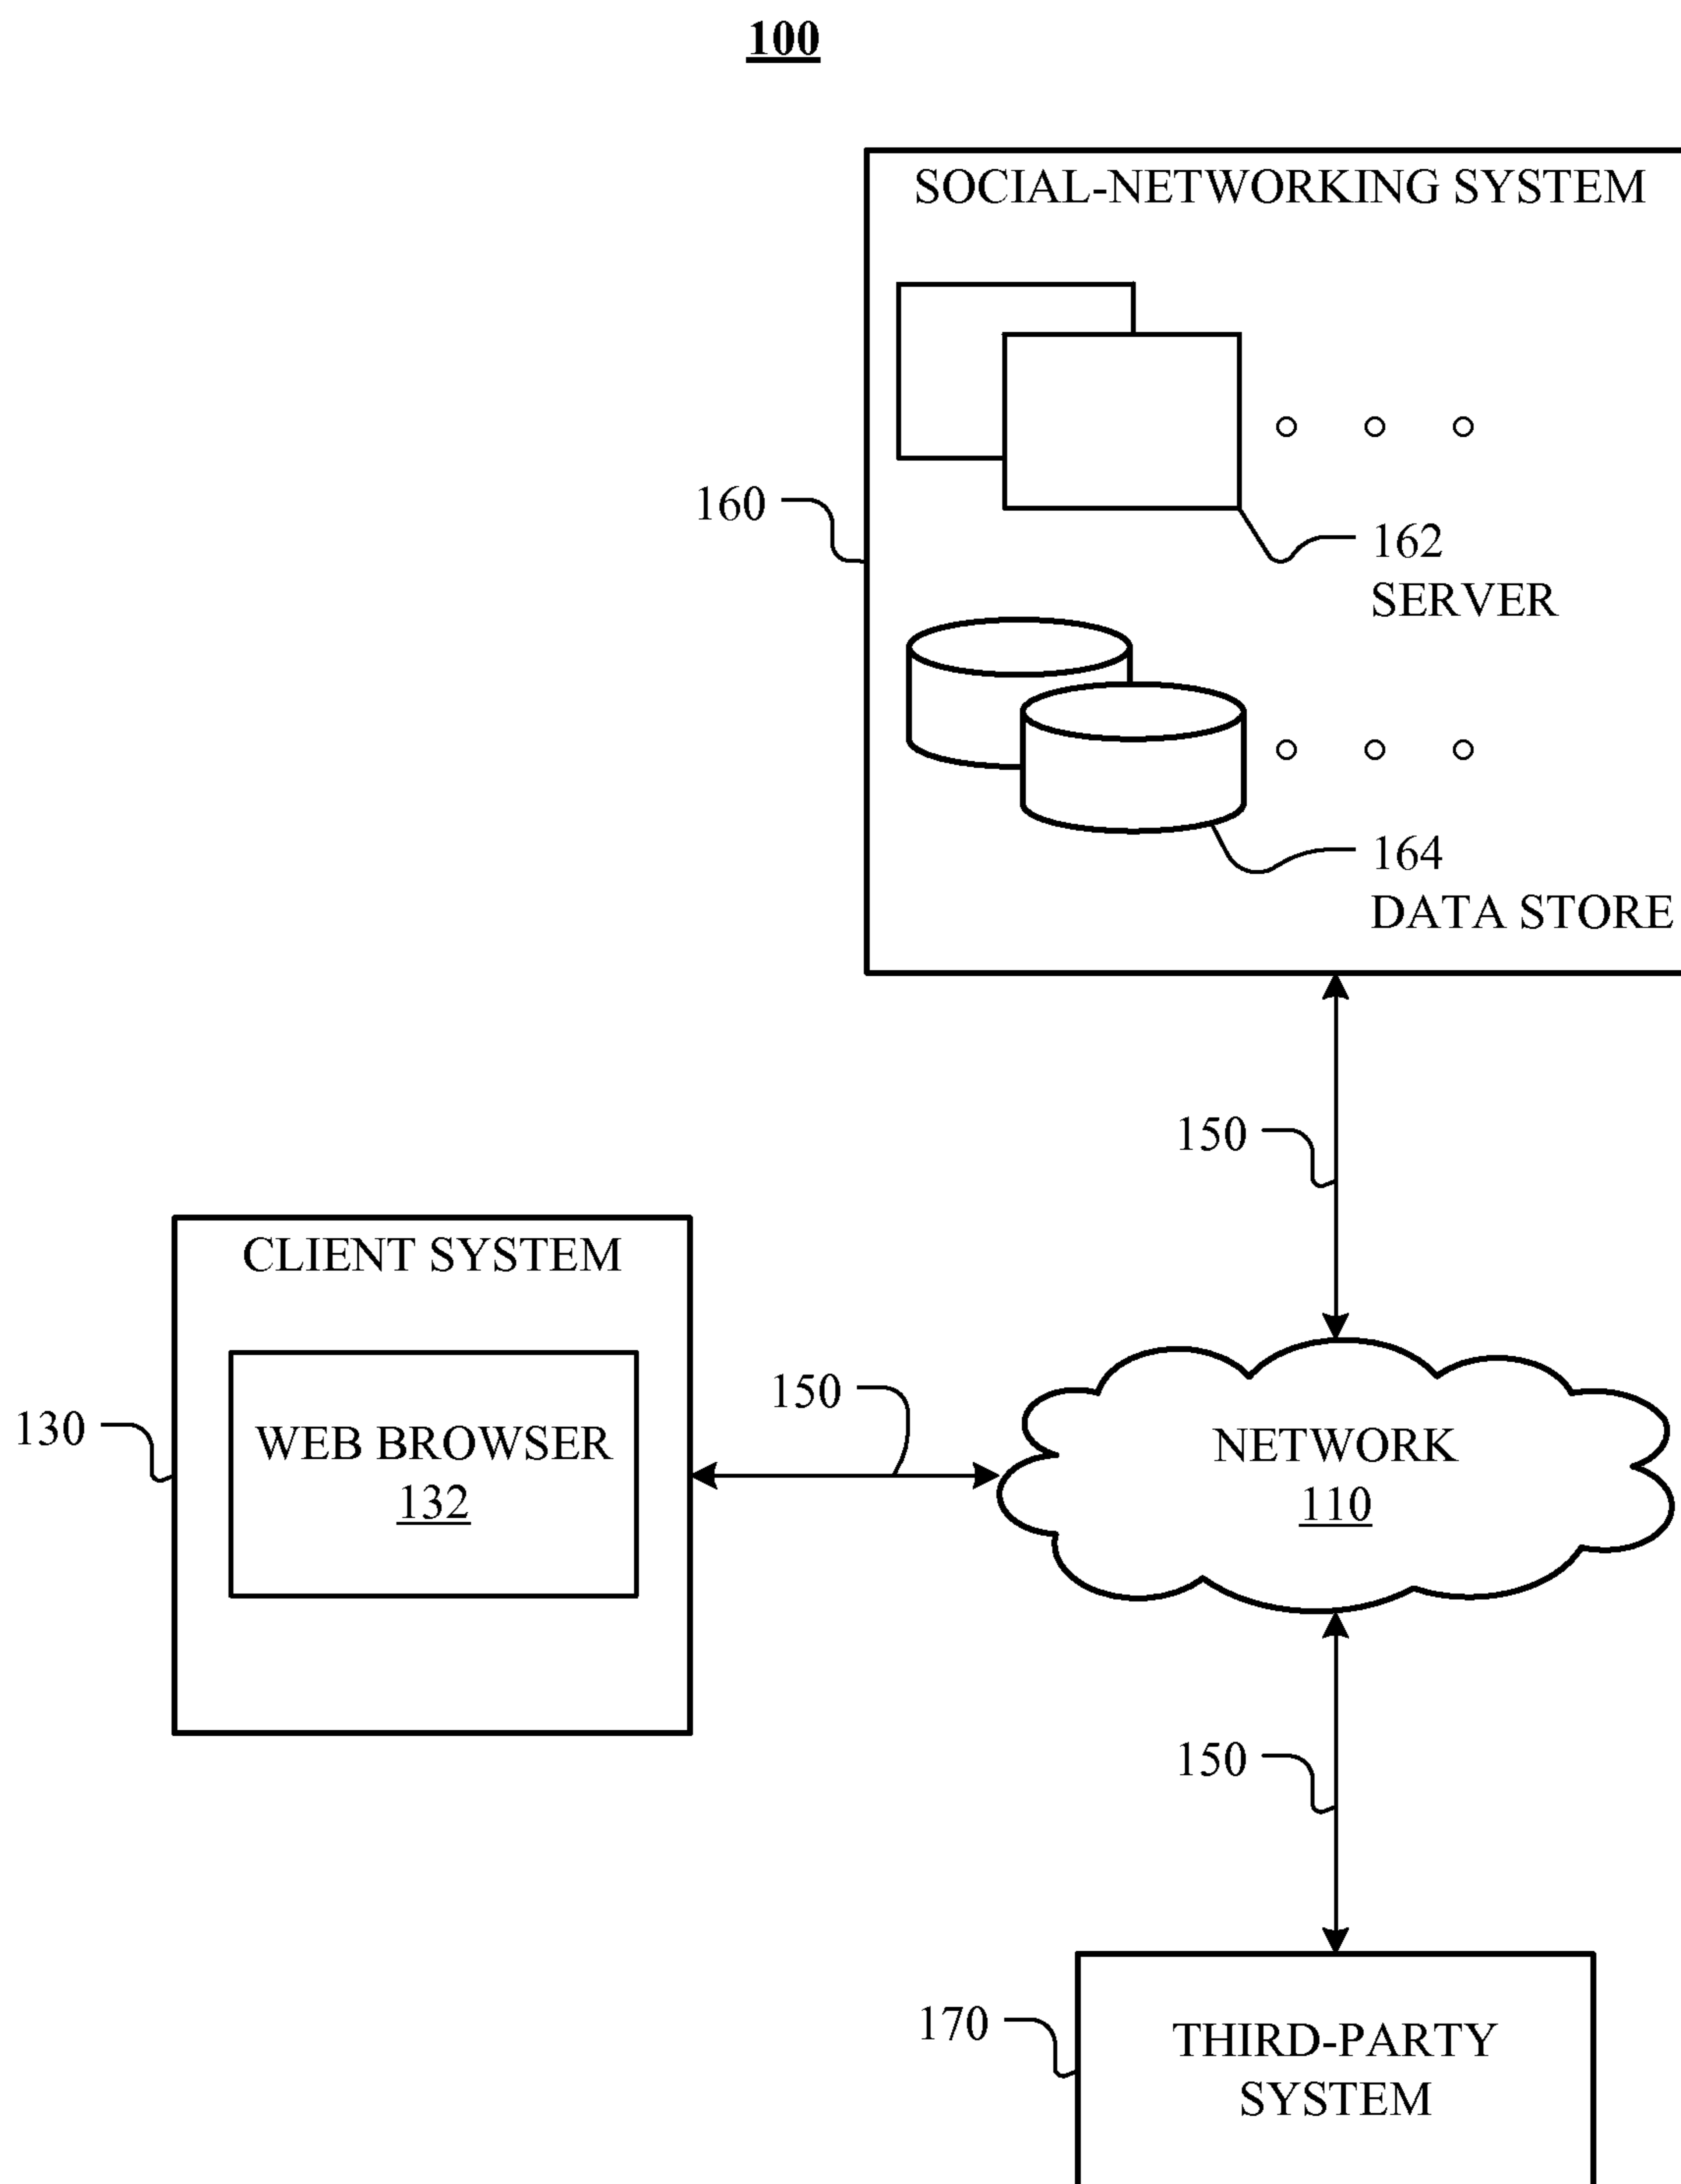 100
SOCIAL-NETWORKING SYSTEM
160
162
SERVER
164
DATA STORE
150
CLIENT SYSTEM
130
WEB BROWSER
132
150
NETWORK
110
150
170
THIRD-PARTY
SYSTEM